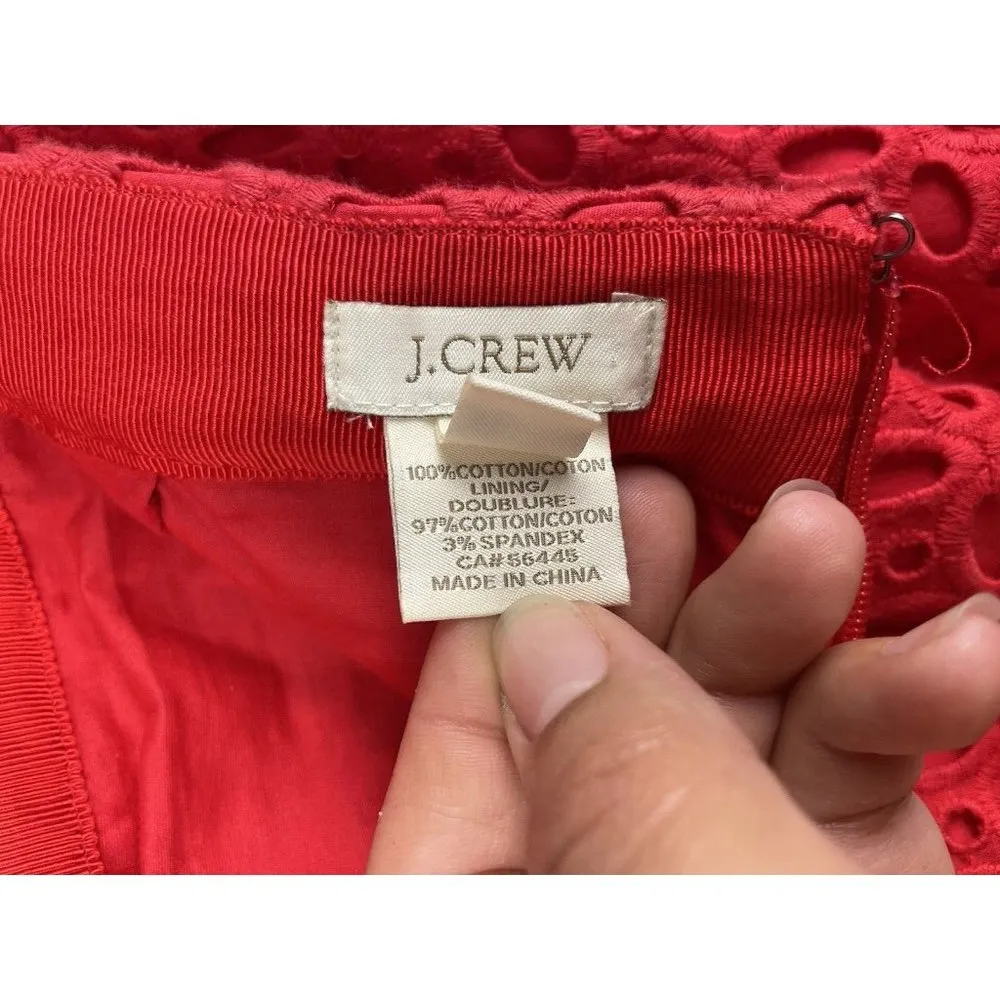 J.CREW
100%COTTON/COTON
LINING/
DOUBLURE:
97%COTTON/COTON
3% SPANDEX
CA#56445
MADE IN CHINA